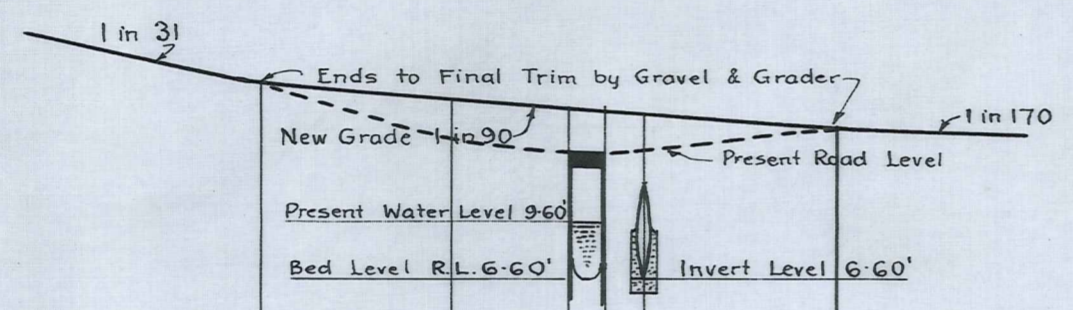 1 in 31
Ends to Final Trim by Gravel & Grader
1 in 170
New Grade 1 in 90
Present Road Level
Present Water Level 9·60'
Bed Level R.L. 6·60'
Invert Level 6·60'